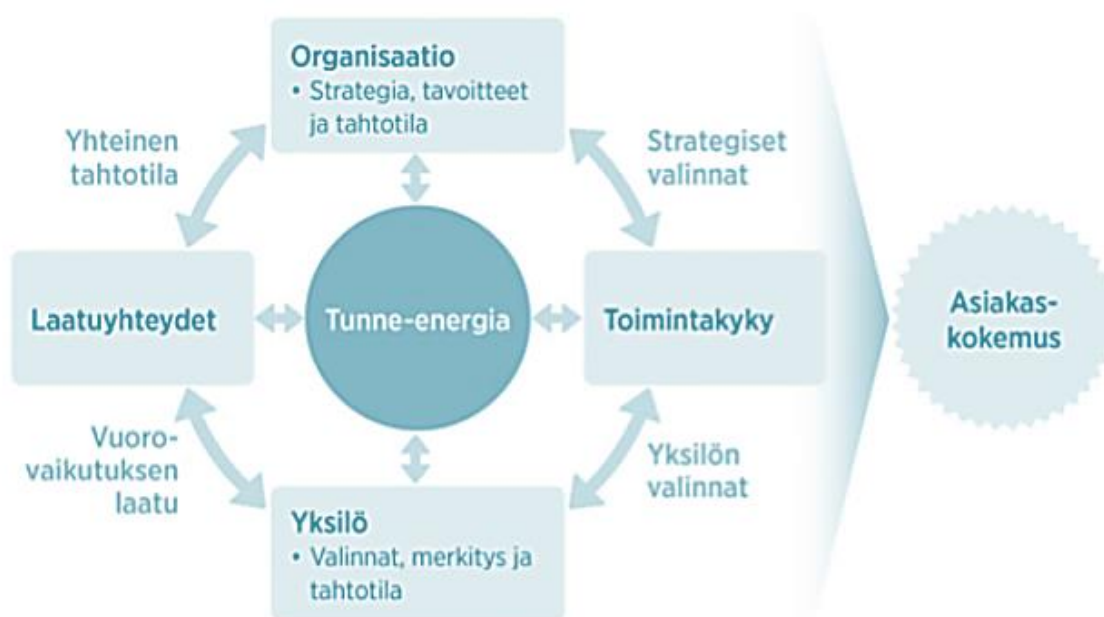 Organisaatio
• Strategia, tavoitteet
ja tahtotila
Yhteinen
tahtotila
Strategiset
valinnat
Laatuyhteydet
Tunne-energia
Toimintakyky
Asiakas-
kokemus
Vuoro-
vaikutuksen
laatu
Yksilön
valinnat
Yksilö
• Valinnat, merkitys ja
tahtotila